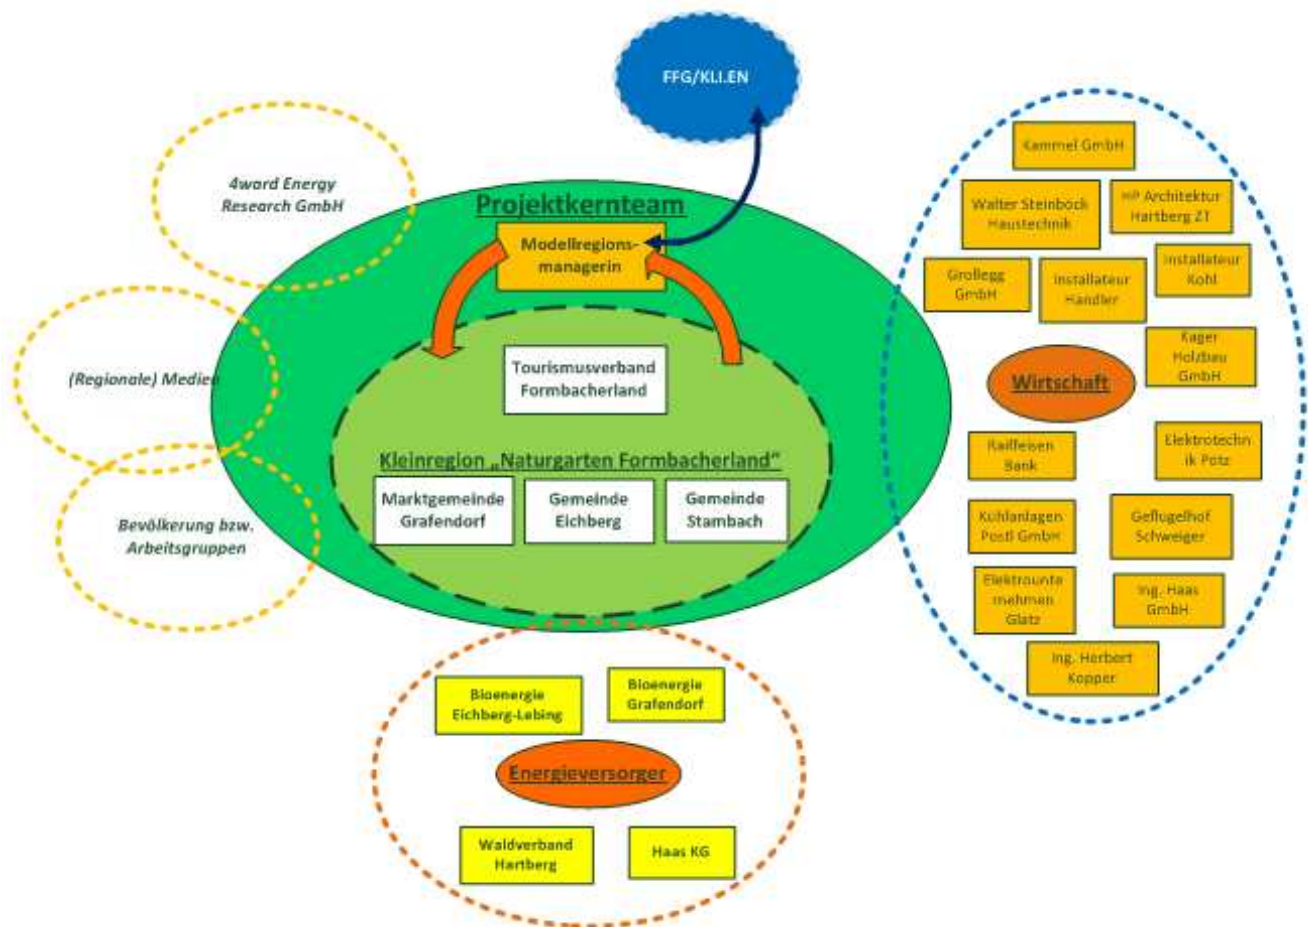 FFG/KLI.EN
4ward Energy
Research GmbH
(Regionale) Medien
Bevölkerung bzw.
Arbeitsgruppen
Projektkernteam
Modellregions-
managerin
Tourismusverband
Formbacherland
Kleinregion „Naturgarten Formbacherland“
Marktgemeinde
Grafendorf
Gemeinde
Eichberg
Gemeinde
Stambach
Kammel GmbH
Walter Steinböck
Haustechnik
HP Architektur
Hartberg ZT
Großegg
GmbH
Installateur
Handler
Installateur
Kohl
Kager
Holzbau
GmbH
Wirtschaft
Raiffeisen
Bank
Elektrotechn
ik Potz
Kühlanlagen
Postl GmbH
Geflügelhof
Schweiger
Elektrounte
rnehmen
Glatz
Ing. Haas
GmbH
Ing. Herbert
Kopper
Bioenergie
Eichberg-Lebing
Bioenergie
Grafendorf
Energieversorger
Waldverband
Hartberg
Haas KG